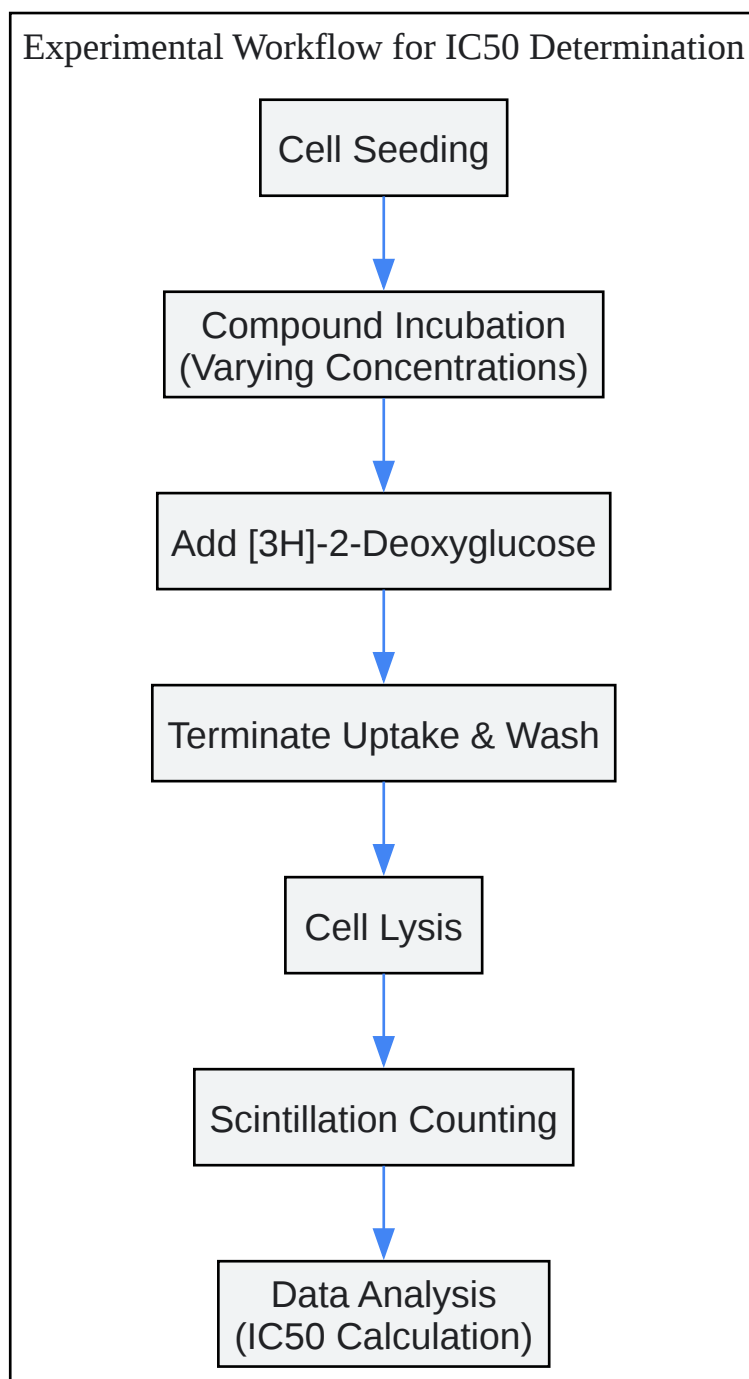 Experimental Workflow for IC50 Determination
Cell Seeding
Compound Incubation
(Varying Concentrations)
Add [3H]-2-Deoxyglucose
Terminate Uptake & Wash
Cell Lysis
Scintillation Counting
Data Analysis
(IC50 Calculation)